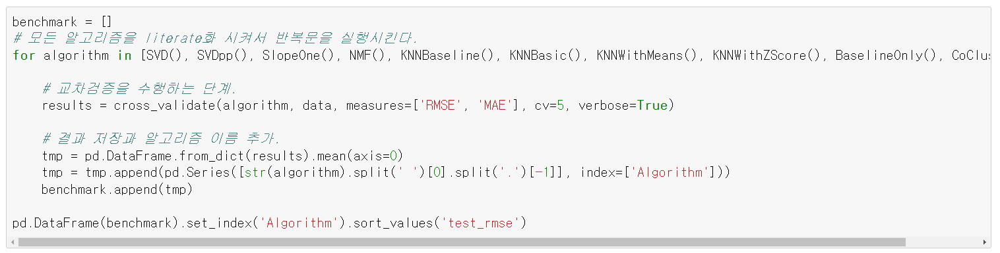 benchmark = []
# 모든 알고리즘을 literate화 시켜서 반복문을 실행시킨다.
for algorithm in [SVD(), SVDpp(), SlopeOne(), NMF(), KNNBaseline(), KNNBasic(), KNNWithMeans(), KNNWithZScore(), BaselineOnly(), CoClus
# 교차검증을 수행하는 단계.
results = cross_validate(algorithm, data, measures=['RMSE', 'MAE'], cv=5, verbose=True)
# 결과 저장과 알고리즘 이름 추가.
tmp = pd.DataFrame.from_dict(results).mean(axis=0)
tmp = tmp.append(pd.Series([str(algorithm).split(' ')[0].split('.')[-1]], index=['Algorithm']))
benchmark.append(tmp)
pd.DataFrame(benchmark).set_index('Algorithm').sort_values('test_rmse')